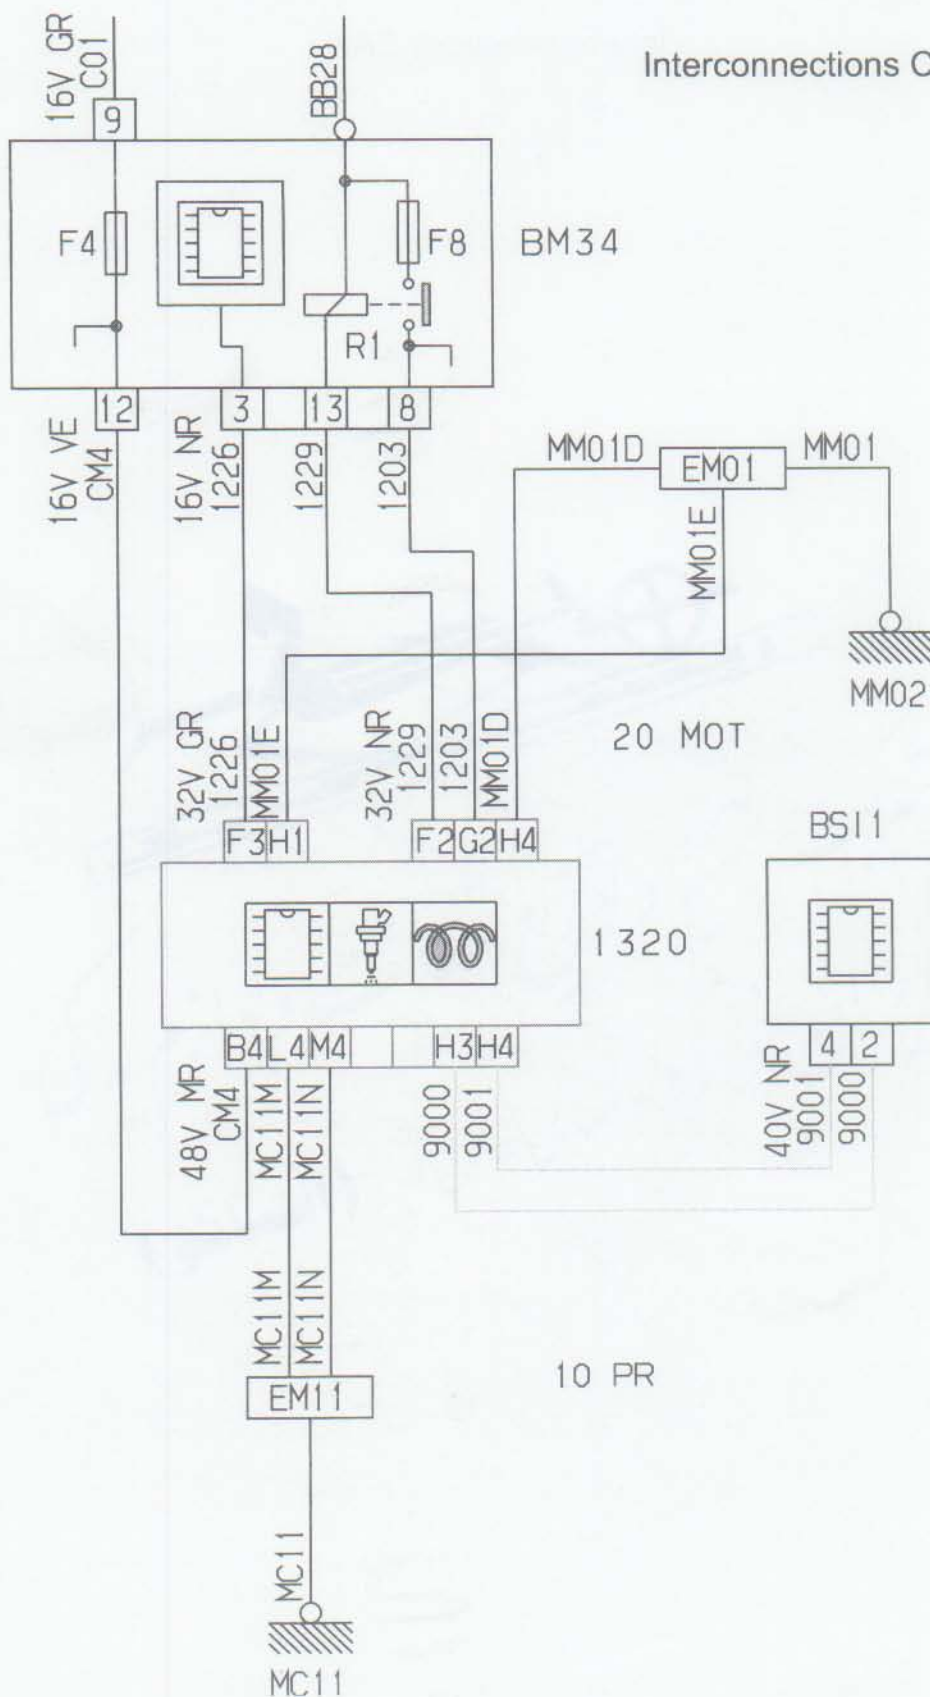 Interconnections C
16V GR
C01
BB28
9
F4
F8
BM34
R1
12
3
13
8
16V VE
CM4
16V NR
1226
1229
1203
MM01D
EM01
MM01
MM01E
MM02
20 MOT
32V GR
1226
MM01E
32V NR
1229
1203
MM01D
F3
H1
F2
G2
H4
BSI1
1320
B4
L4
M4
H3
H4
4
2
48V MR
CM4
MC11M
MC11N
9000
9001
40V NR
9001
9000
MC11M
MC11N
EM11
10 PR
MC11
MC11